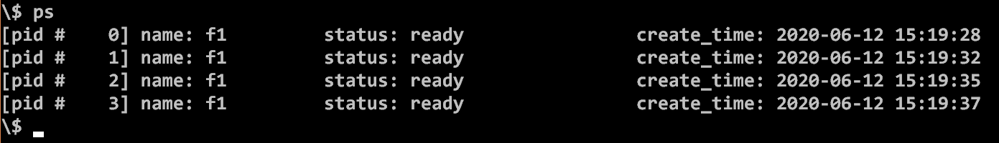 \$ ps
[pid #    0] name: f1         status: ready                create_time: 2020-06-12 15:19:28
[pid #    1] name: f1         status: ready                create_time: 2020-06-12 15:19:32
[pid #    2] name: f1         status: ready                create_time: 2020-06-12 15:19:35
[pid #    3] name: f1         status: ready                create_time: 2020-06-12 15:19:37
\$